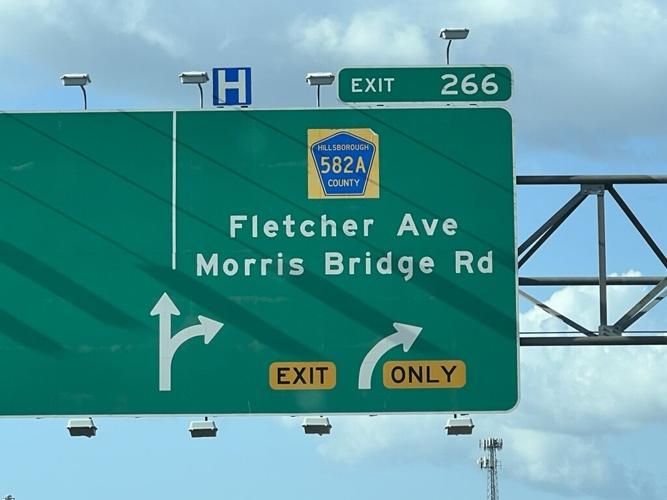 H
EXIT 266
HILLSBOROUGH
582A
COUNTY
Fletcher Ave
Morris Bridge Rd
EXIT ONLY